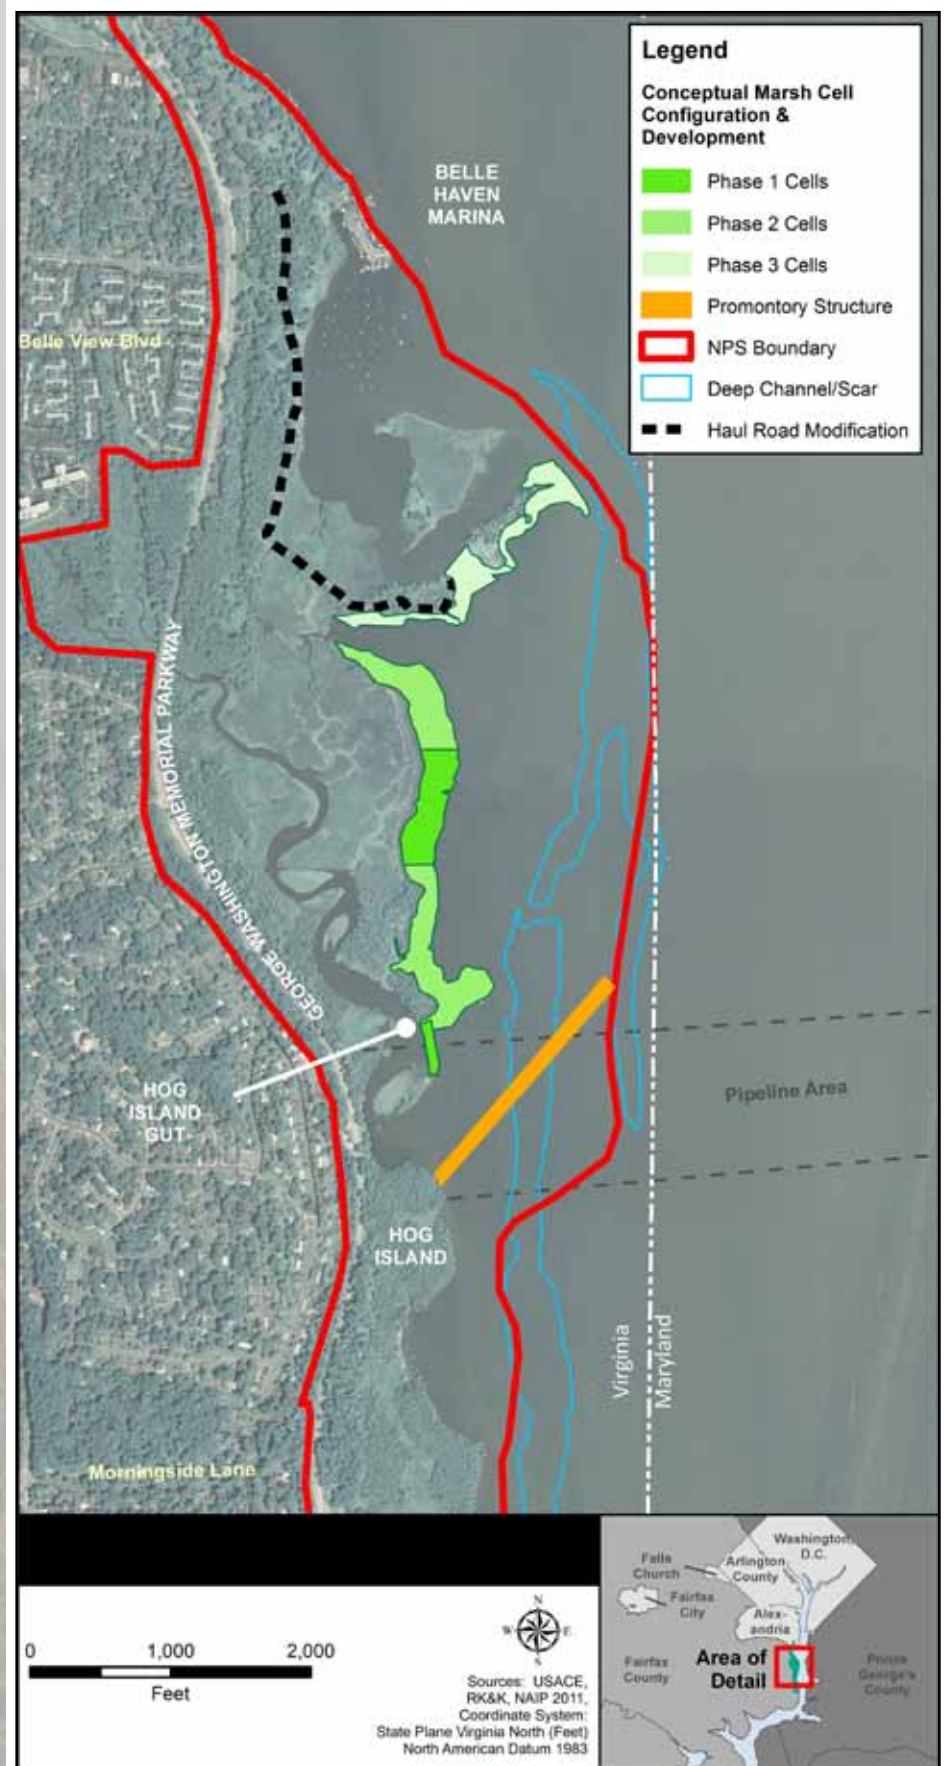 Legend
Conceptual Marsh Cell
Configuration &
Development
Phase 1 Cells
Phase 2 Cells
Phase 3 Cells
Promontory Structure
NPS Boundary
Deep Channel/Scar
Haul Road Modification
BELLE
HAVEN
MARINA
Belle View Blvd
GEORGE WASHINGTON MEMORIAL PARKWAY
HOG
ISLAND
GUT
Pipeline Area
HOG
ISLAND
Virginia
Maryland
Morningside Lane
0 1,000 2,000
Feet
N
W E
S
Sources: USACE,
RK&K, NAIP 2011,
Coordinate System:
State Plane Virginia North (Feet)
North American Datum 1983
Washington,
D.C.
Falls
Church
Arlington
County
Fairfax
City
Alex-
andria
Fairfax
County
Area of
Detail
Prince
George's
County